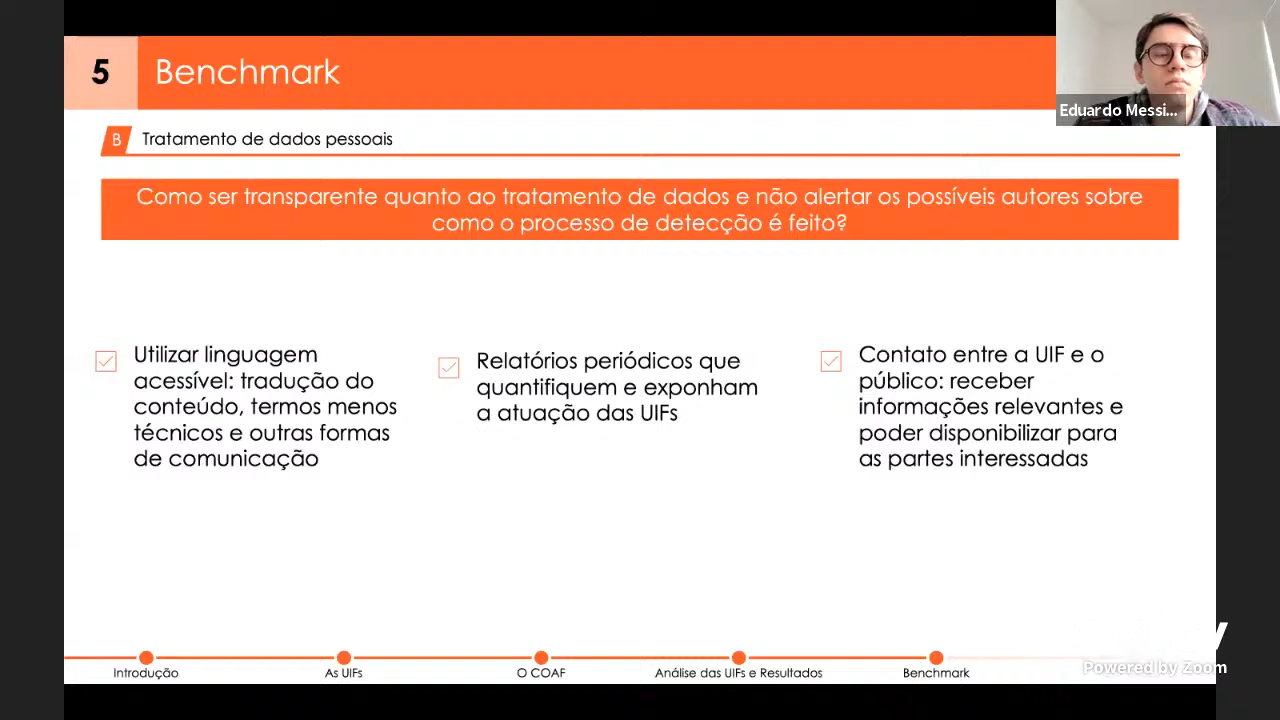 5
Benchmark
Eduardo Messi...
B
Tratamento de dados pessoais
Como ser transparente quanto ao tratamento de dados e não alertar os possíveis autores sobre
como o processo de detecção é feito?
Utilizar linguagem
acessível: tradução do
conteúdo, termos menos
técnicos e outras formas
de comunicação
Relatórios periódicos que
quantifiquem e exponham
a atuação das UIFs
Contato entre a UIF e o
público: receber
informações relevantes e
poder disponibilizar para
as partes interessadas
Powered by Zoom
Introdução
As UIFs
O COAF
Análise das UIFs e Resultados
Benchmark